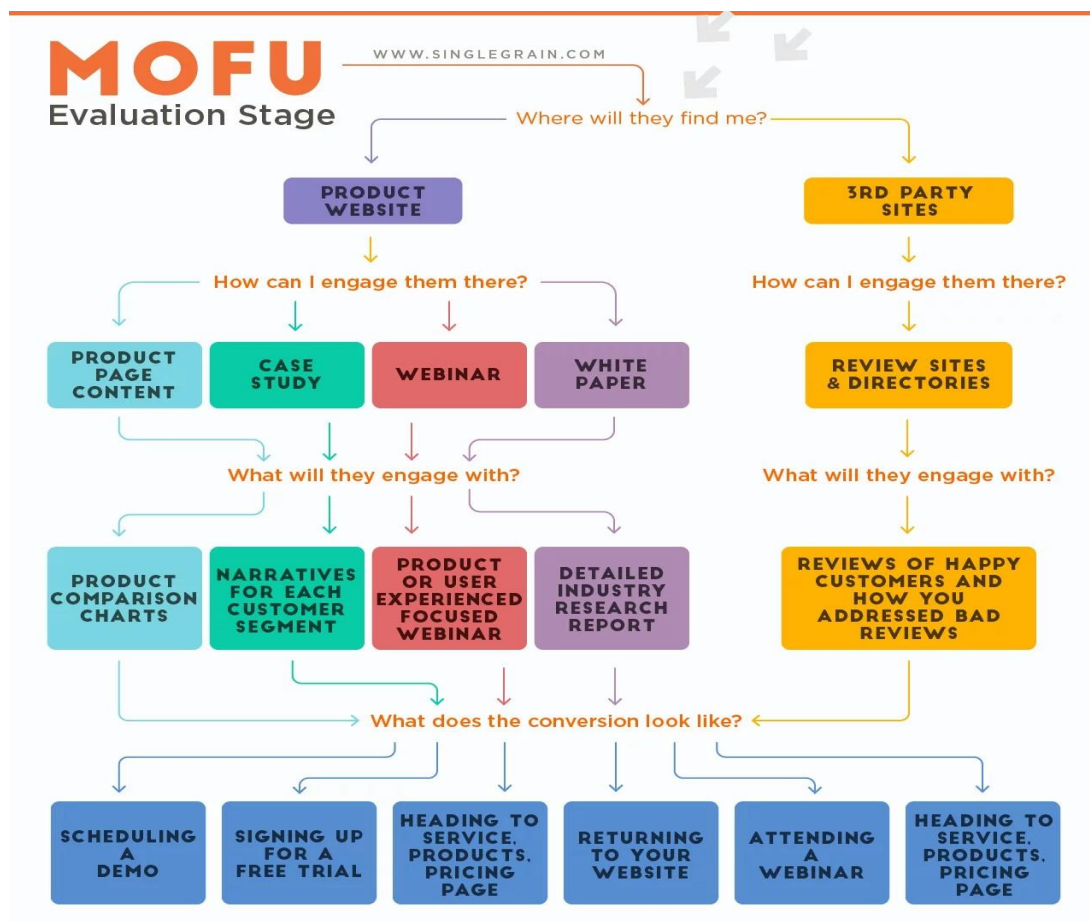 MOFU
Evaluation Stage
WWW.SINGLEGRAIN.COM
Where will they find me?
PRODUCT
WEBSITE
3RD PARTY
SITES
How can I engage them there?
How can I engage them there?
PRODUCT
PAGE
CONTENT
CASE
STUDY
WEBINAR
WHITE
PAPER
REVIEW SITES
& DIRECTORIES
What will they engage with?
What will they engage with?
PRODUCT
COMPARISON
CHARTS
NARRATIVES
FOR EACH
CUSTOMER
SEGMENT
PRODUCT
OR USER
EXPERIENCED
FOCUSED
WEBINAR
DETAILED
INDUSTRY
RESEARCH
REPORT
REVIEWS OF HAPPY
CUSTOMERS AND
HOW YOU
ADDRESSED BAD
REVIEWS
What does the conversion look like?
SCHEDULING
A
DEMO
SIGNING UP
FOR A
FREE TRIAL
HEADING TO
SERVICE,
PRODUCTS,
PRICING
PAGE
RETURNING
TO YOUR
WEBSITE
ATTENDING
A
WEBINAR
HEADING TO
SERVICE,
PRODUCTS,
PRICING
PAGE